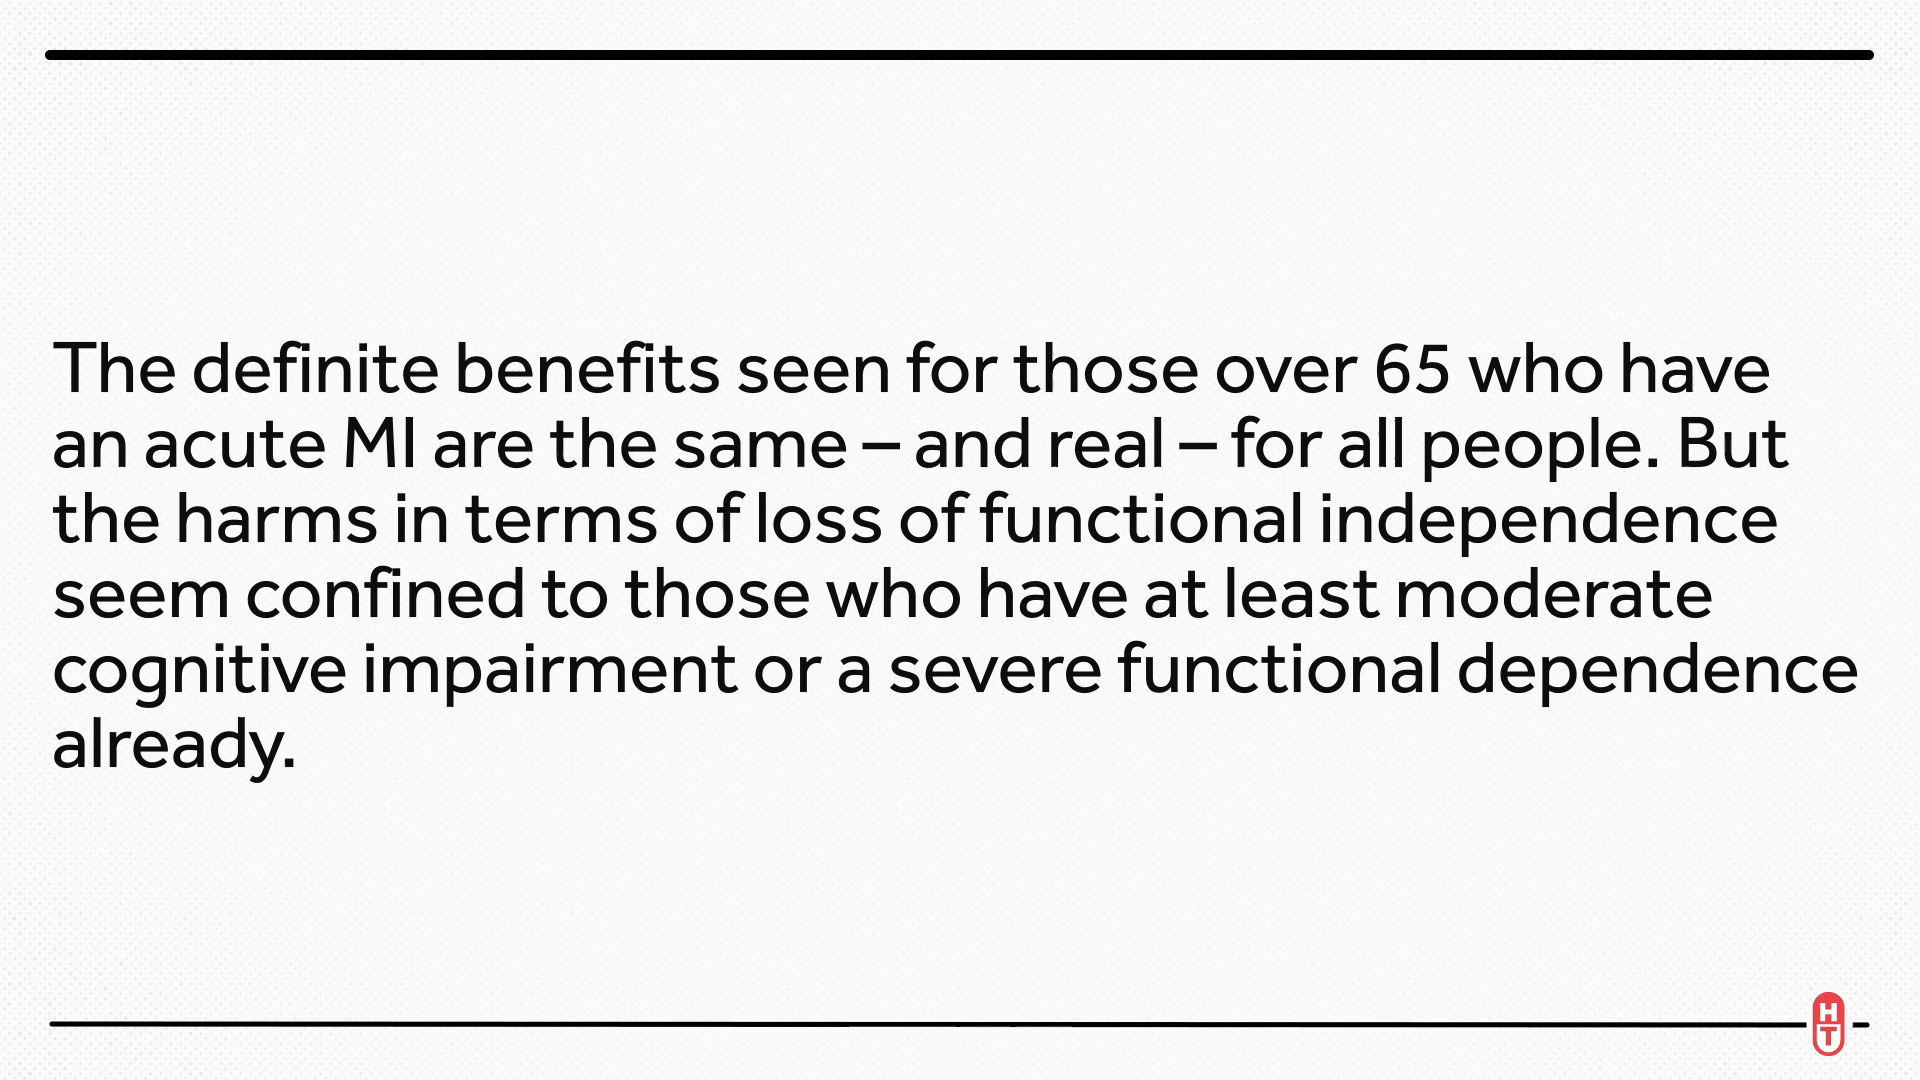 The definite benefits seen for those over 65 who have
an acute MI are the same – and real – for all people. But
the harms in terms of loss of functional independence
seem confined to those who have at least moderate
cognitive impairment or a severe functional dependence
already.
H
T